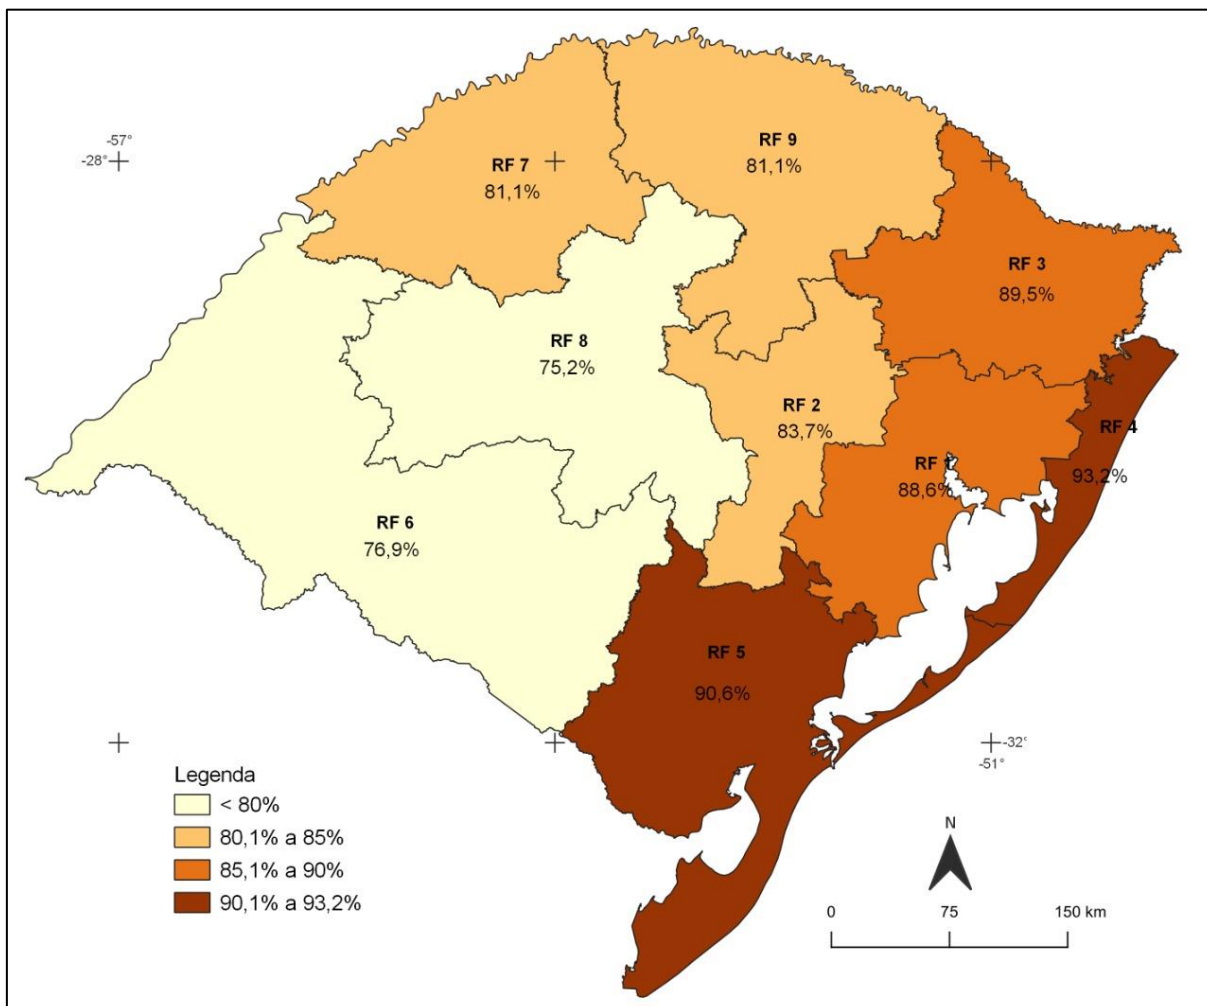 -57°
-28°
RF 9
81,1%
RF 7
81,1%
RF 3
89,5%
RF 8
75,2%
RF 2
83,7%
RF 4
93,2%
RF 1
88,6%
RF 6
76,9%
RF 5
90,6%
-32°
-51°
Legenda
< 80%
80,1% a 85%
85,1% a 90%
90,1% a 93,2%
N
0 75 150 km